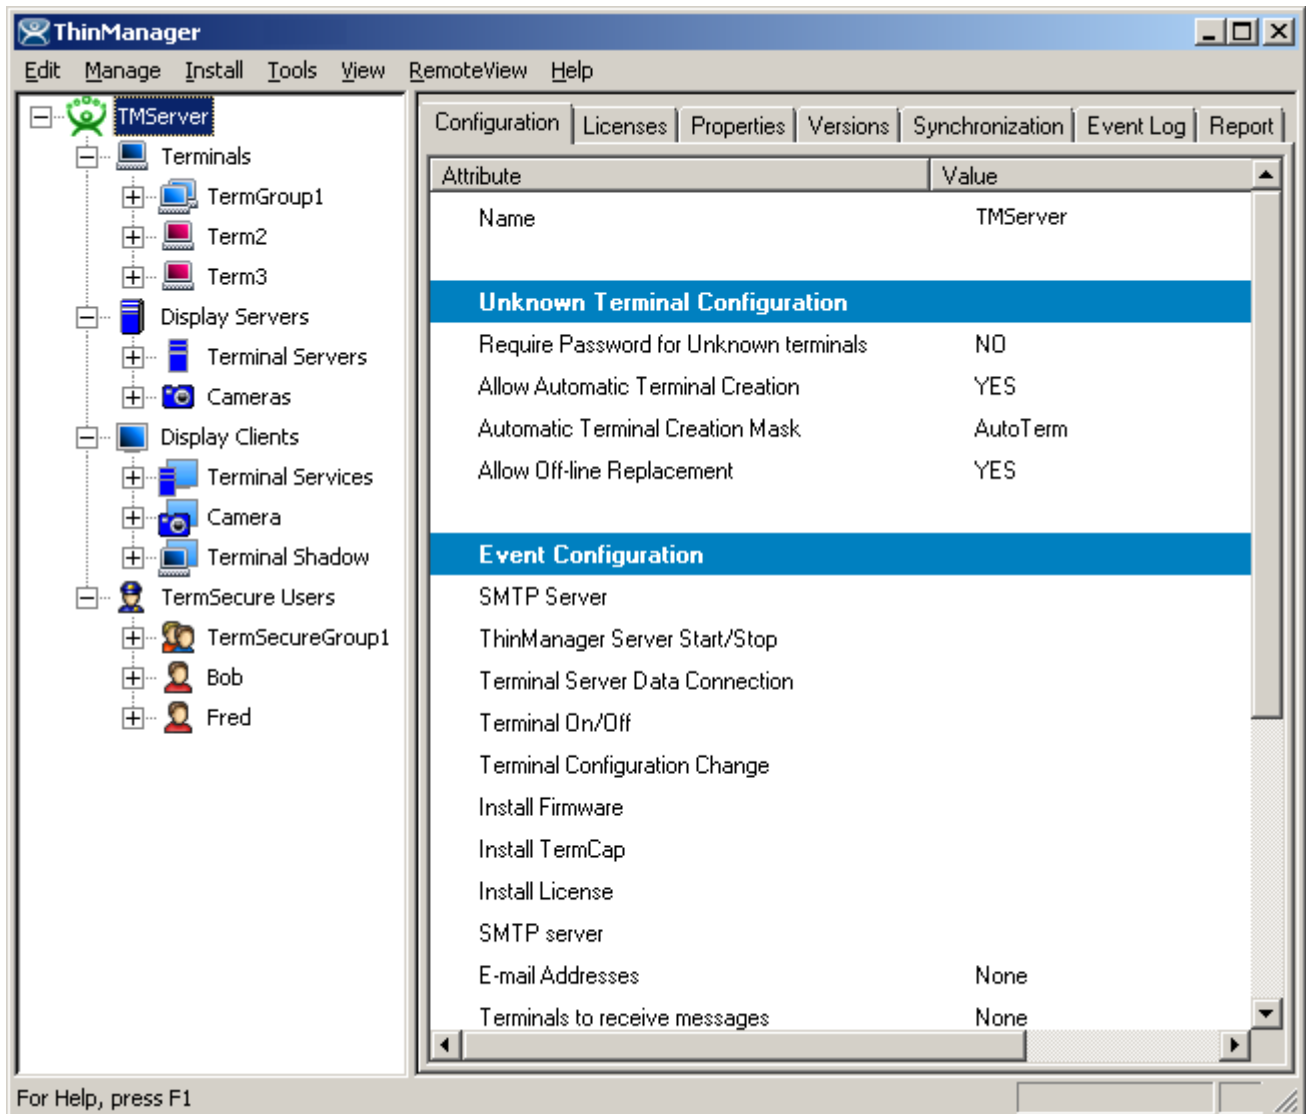 ThinManager
Edit Manage Install Tools View RemoteView Help
TMServer
Terminals
TermGroup1
Term2
Term3
Display Servers
Terminal Servers
Cameras
Display Clients
Terminal Services
Camera
Terminal Shadow
TermSecure Users
TermSecureGroup1
Bob
Fred
Configuration Licenses Properties Versions Synchronization Event Log Report
Attribute Value
Name TMServer
Unknown Terminal Configuration
Require Password for Unknown terminals NO
Allow Automatic Terminal Creation YES
Automatic Terminal Creation Mask AutoTerm
Allow Off-line Replacement YES
Event Configuration
SMTP Server
ThinManager Server Start/Stop
Terminal Server Data Connection
Terminal On/Off
Terminal Configuration Change
Install Firmware
Install TermCap
Install License
SMTP server
E-mail Addresses None
Terminals to receive messages None
For Help, press F1